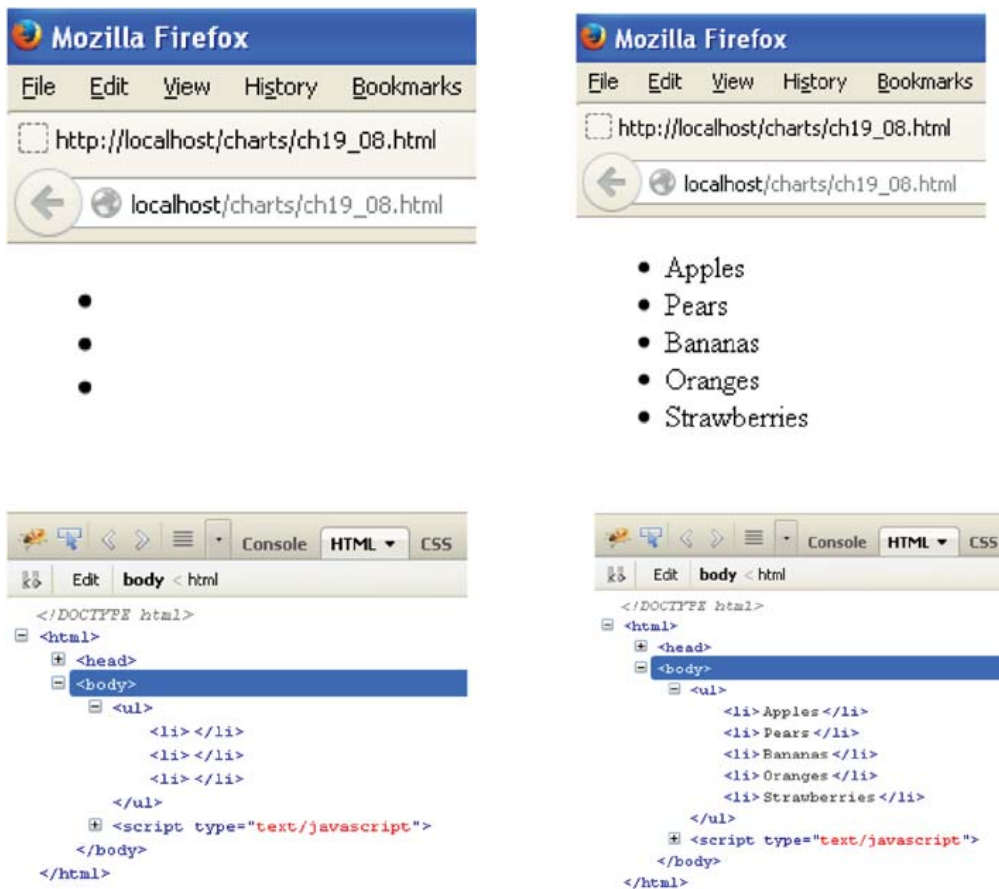 Mozilla Firefox
File Edit View History Bookmarks
http://localhost/charts/ch19_08.html
localhost/charts/ch19_08.html
Mozilla Firefox
File Edit View History Bookmarks
http://localhost/charts/ch19_08.html
localhost/charts/ch19_08.html
• Apples
• Pears
• Bananas
• Oranges
• Strawberries
Console HTML CSS
Edit body < html
<!DOCTYPE html>
<html>
<head>
<body>
<ul>
<li> </li>
<li> </li>
<li> </li>
</ul>
<script type="text/javascript">
</body>
</html>
Console HTML CSS
Edit body < html
<!DOCTYPE html>
<html>
<head>
<body>
<ul>
<li>Apples</li>
<li>Pears</li>
<li>Bananas</li>
<li>Oranges</li>
<li>Strawberries</li>
</ul>
<script type="text/javascript">
</body>
</html>